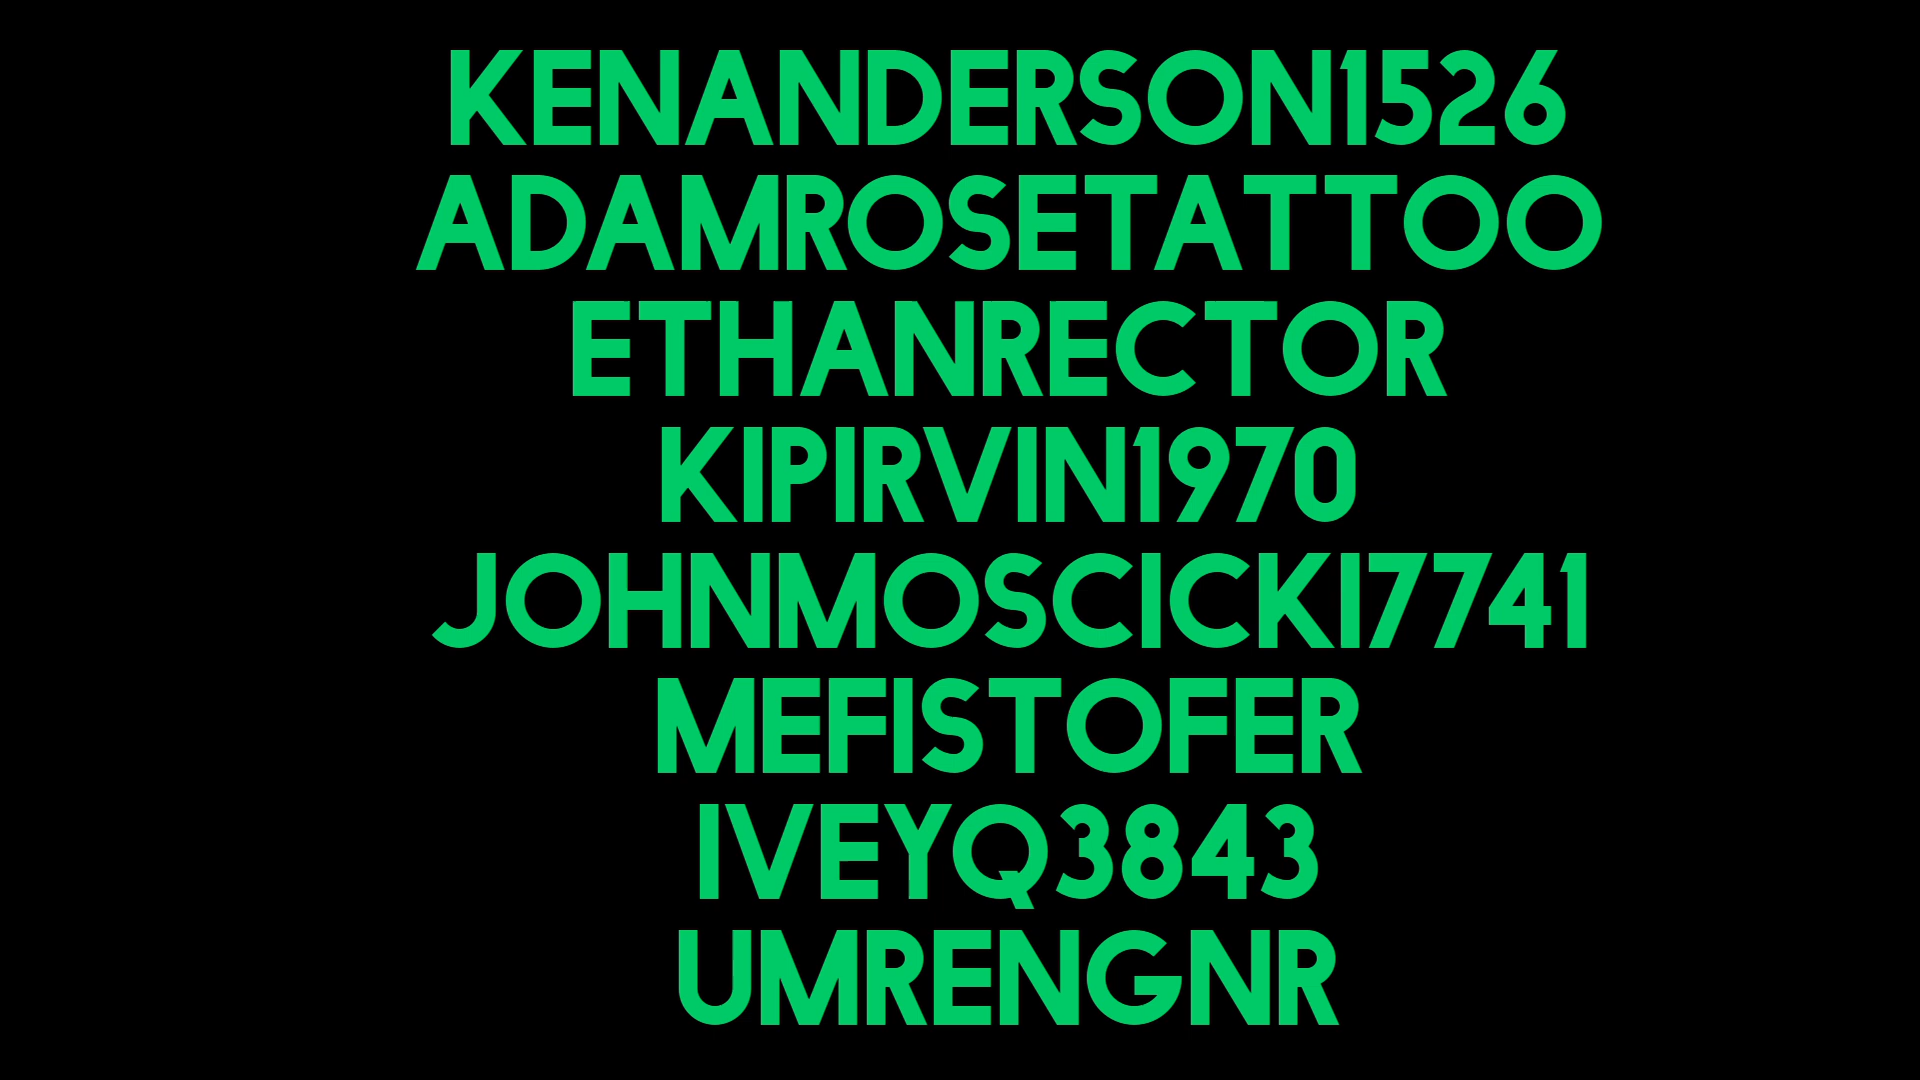 KENANDERSON1526
ADAMROSETATTOO
ETHANRECTOR
KIPIRVIN1970
JOHNMOSCICKI7741
MEFISTOFER
IVEYQ3843
UMRENGNR